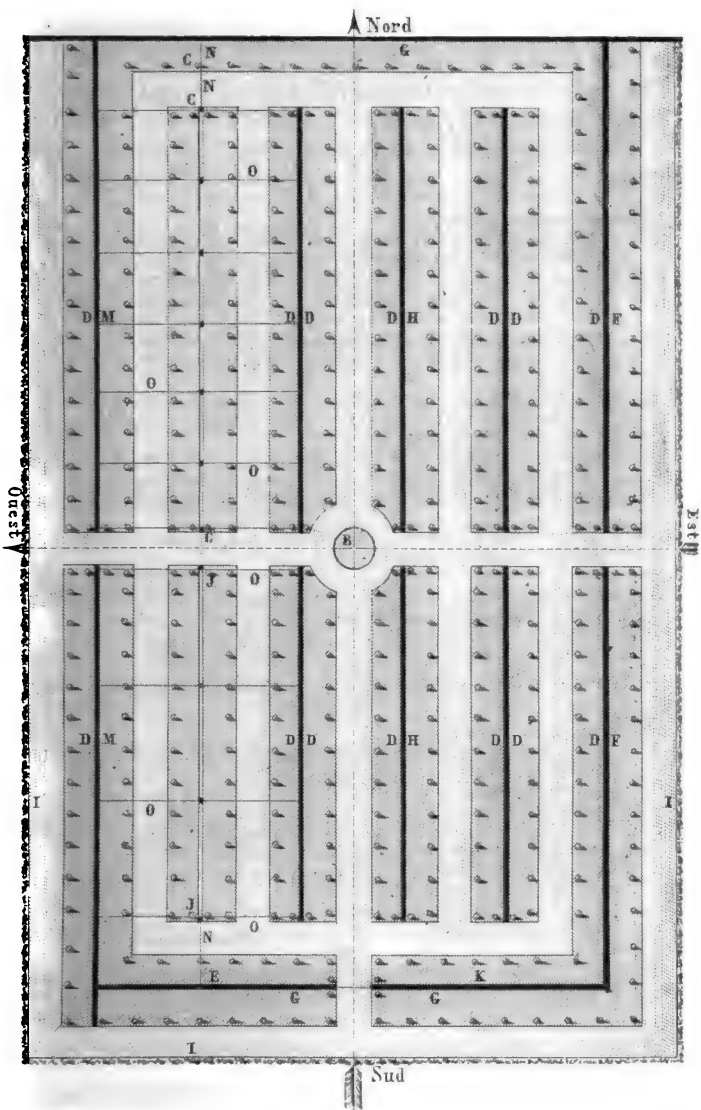 Nord
N G
C
N
C
O
D M D D D H D D D F
O
O
Ouest
Est
B
C
J O
D M D D D H D D D F
I I
O
J
N O
E K
G G
I
Sud